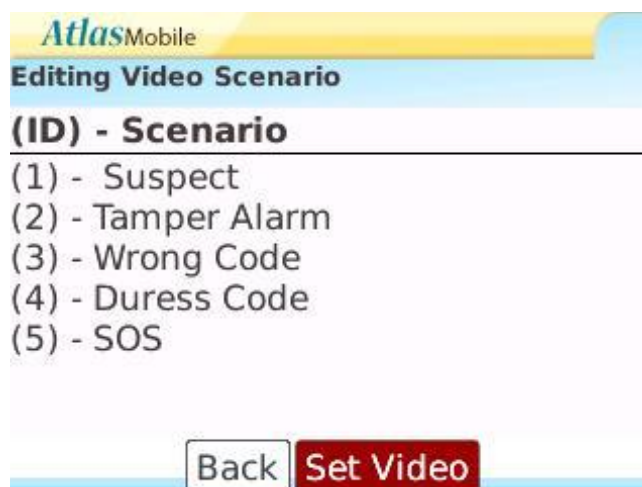 AtlasMobile
Editing Video Scenario
(ID) - Scenario
(1) - Suspect
(2) - Tamper Alarm
(3) - Wrong Code
(4) - Duress Code
(5) - SOS
Back Set Video